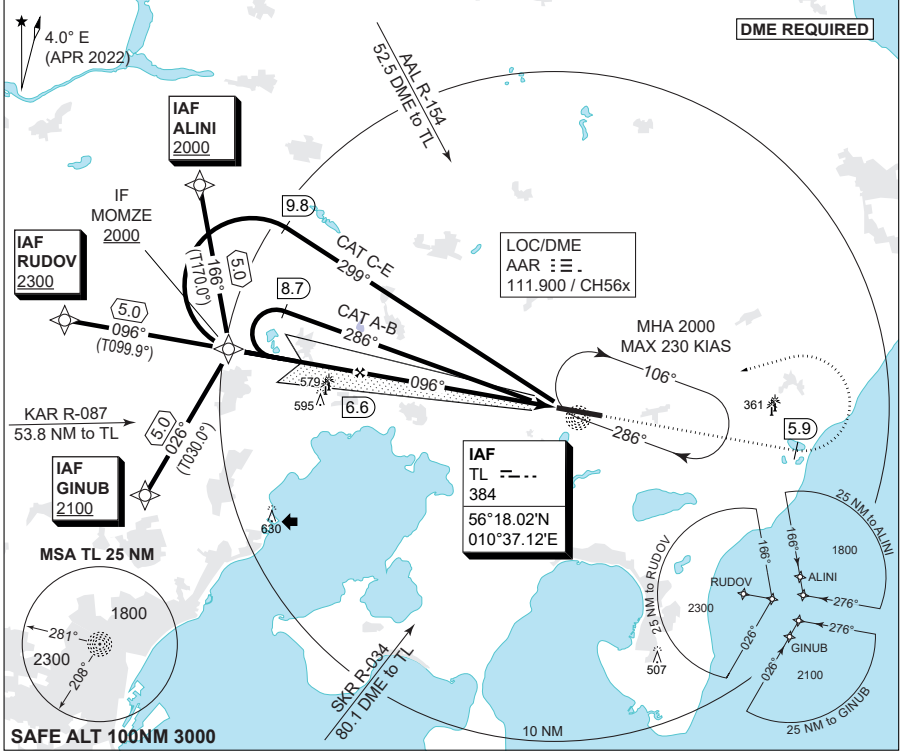 4.0° E
(APR 2022)
DME REQUIRED
AAL R-154
52.5 DME to TL
IAF
ALINI
2000
IF
MOMZE
2000
IAF
RUDOV
2300
9.8
CAT C-E
299°
166°
(T170.0°)
5.0
LOC/DME
AAR
111.900 / CH56x
8.7
CAT A-B
286°
5.0
096°
(T099.9°)
MHA 2000
MAX 230 KIAS
106°
286°
096°
579
595
6.6
361
5.9
KAR R-087
53.8 NM to TL
5.0
026°
(T030.0°)
IAF
GINUB
2100
IAF
TL
384
56°18.02'N
010°37.12'E
630
MSA TL 25 NM
1800
281°
2300
208°
SAFE ALT 100NM 3000
SKR R-034
80.1 DME to TL
10 NM
507
25 NM to RUDOV
166°
RUDOV
2300
026°
25 NM to ALINI
166°
1800
ALINI
276°
276°
GINUB
026°
2100
25 NM to GINUB